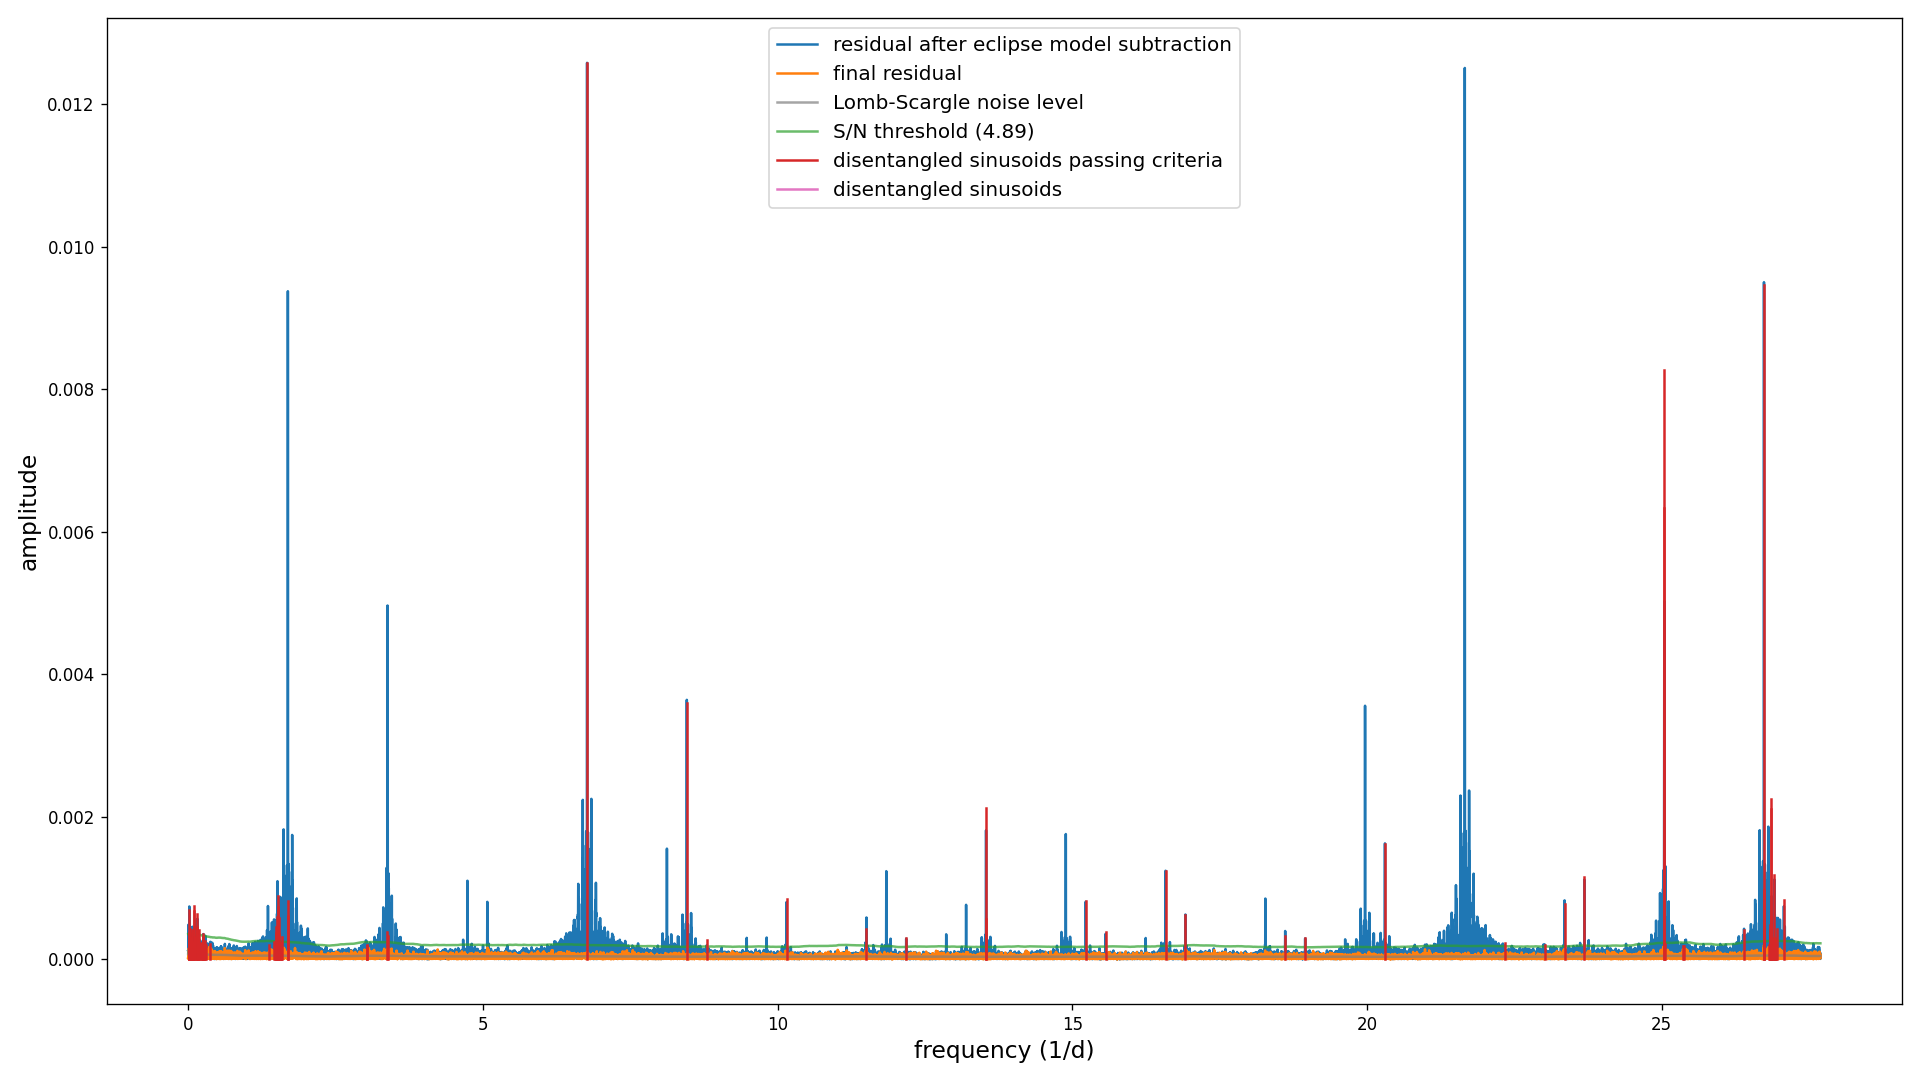 residual after eclipse model subtraction
final residual
Lomb-Scargle noise level
S/N threshold (4.89)
disentangled sinusoids passing criteria
disentangled sinusoids
0.012
0.010
0.008
0.006
0.004
0.002
0.000
amplitude
0 5 10 15 20 25
frequency (1/d)